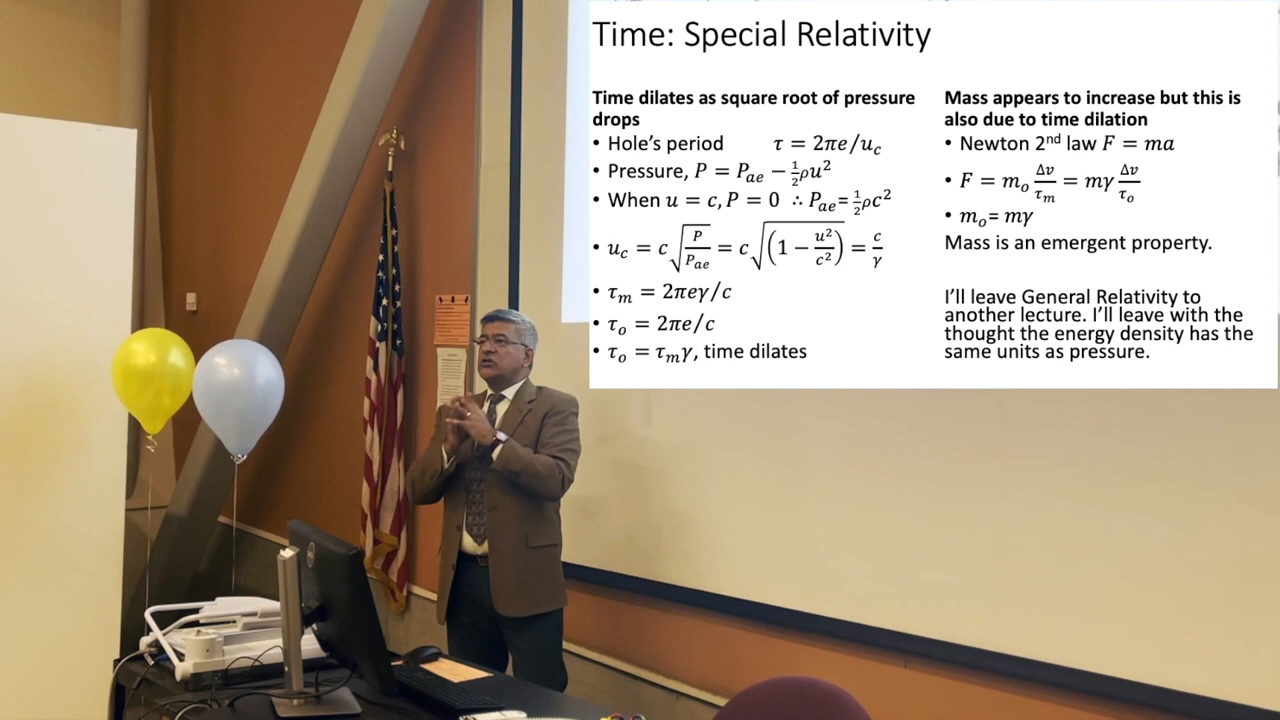 Time: Special Relativity
Time dilates as square root of pressure
drops
• Hole's period τ = 2πe/u_c
• Pressure, P = P_ae − ½ρu²
• When u = c, P = 0 ∴ P_ae = ½ρc²
• u_c = c√(P/P_ae) = c√(1 − u²/c²) = c/γ
• τ_m = 2πeγ/c
• τ_o = 2πe/c
• τ_o = τ_mγ, time dilates
Mass appears to increase but this is
also due to time dilation
• Newton 2nd law F = ma
• F = m_o Δv/τ_m = mγ Δv/τ_o
• m_o = mγ
Mass is an emergent property.
I'll leave General Relativity to
another lecture. I'll leave with the
thought the energy density has the
same units as pressure.